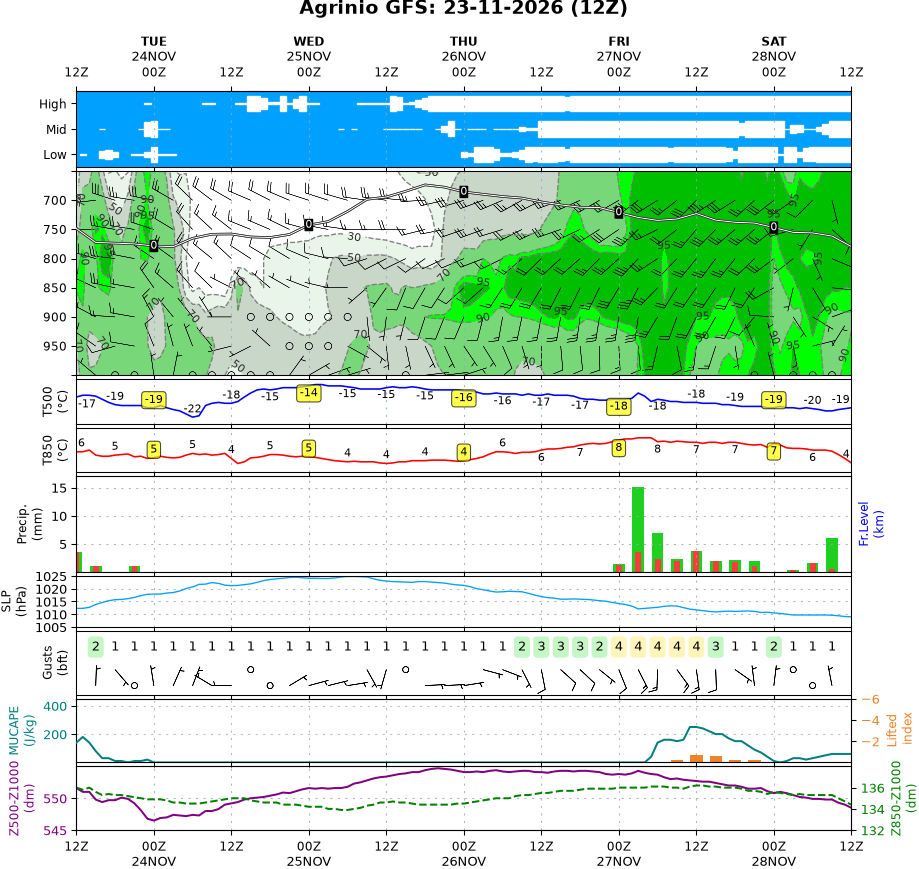 Agrinio GFS: 23-11-2026 (12Z)
TUE WED THU FRI SAT
24NOV 25NOV 26NOV 27NOV 28NOV
12Z 00Z 12Z 00Z 12Z 00Z 12Z 00Z 12Z 00Z 12Z
High
Mid
Low
700
750
800
850
900
950
0 0 0 0 0
30
50
70
90
95
T500
(°C)
-17 -19 -19 -22 -18 -15 -14 -15 -15 -16 -16 -17 -17 -18 -18 -18 -19 -19 -20 -19
T850
(°C)
6 5 5 5 4 5 5 4 4 4 4 6 6 7 8 8 7 7 7 6 4
Precip.
(mm)
15
10
5
Fr.Level
(km)
SLP
(hPa)
1025
1020
1015
1010
1005
Gusts
(bft)
2 1 1 1 1 1 1 1 1 1 1 1 1 1 1 1 1 1 1 1 1 1 2 3 3 3 2 4 4 4 4 4 3 1 1 2 1 1 1
MUCAPE
(J/kg)
400
200
−6
−4
−2
Lifted
index
Z500-Z1000
(dm)
550
545
136
134
132
Z850-Z1000
(dm)
12Z 00Z 12Z 00Z 12Z 00Z 12Z 00Z 12Z 00Z 12Z
24NOV 25NOV 26NOV 27NOV 28NOV